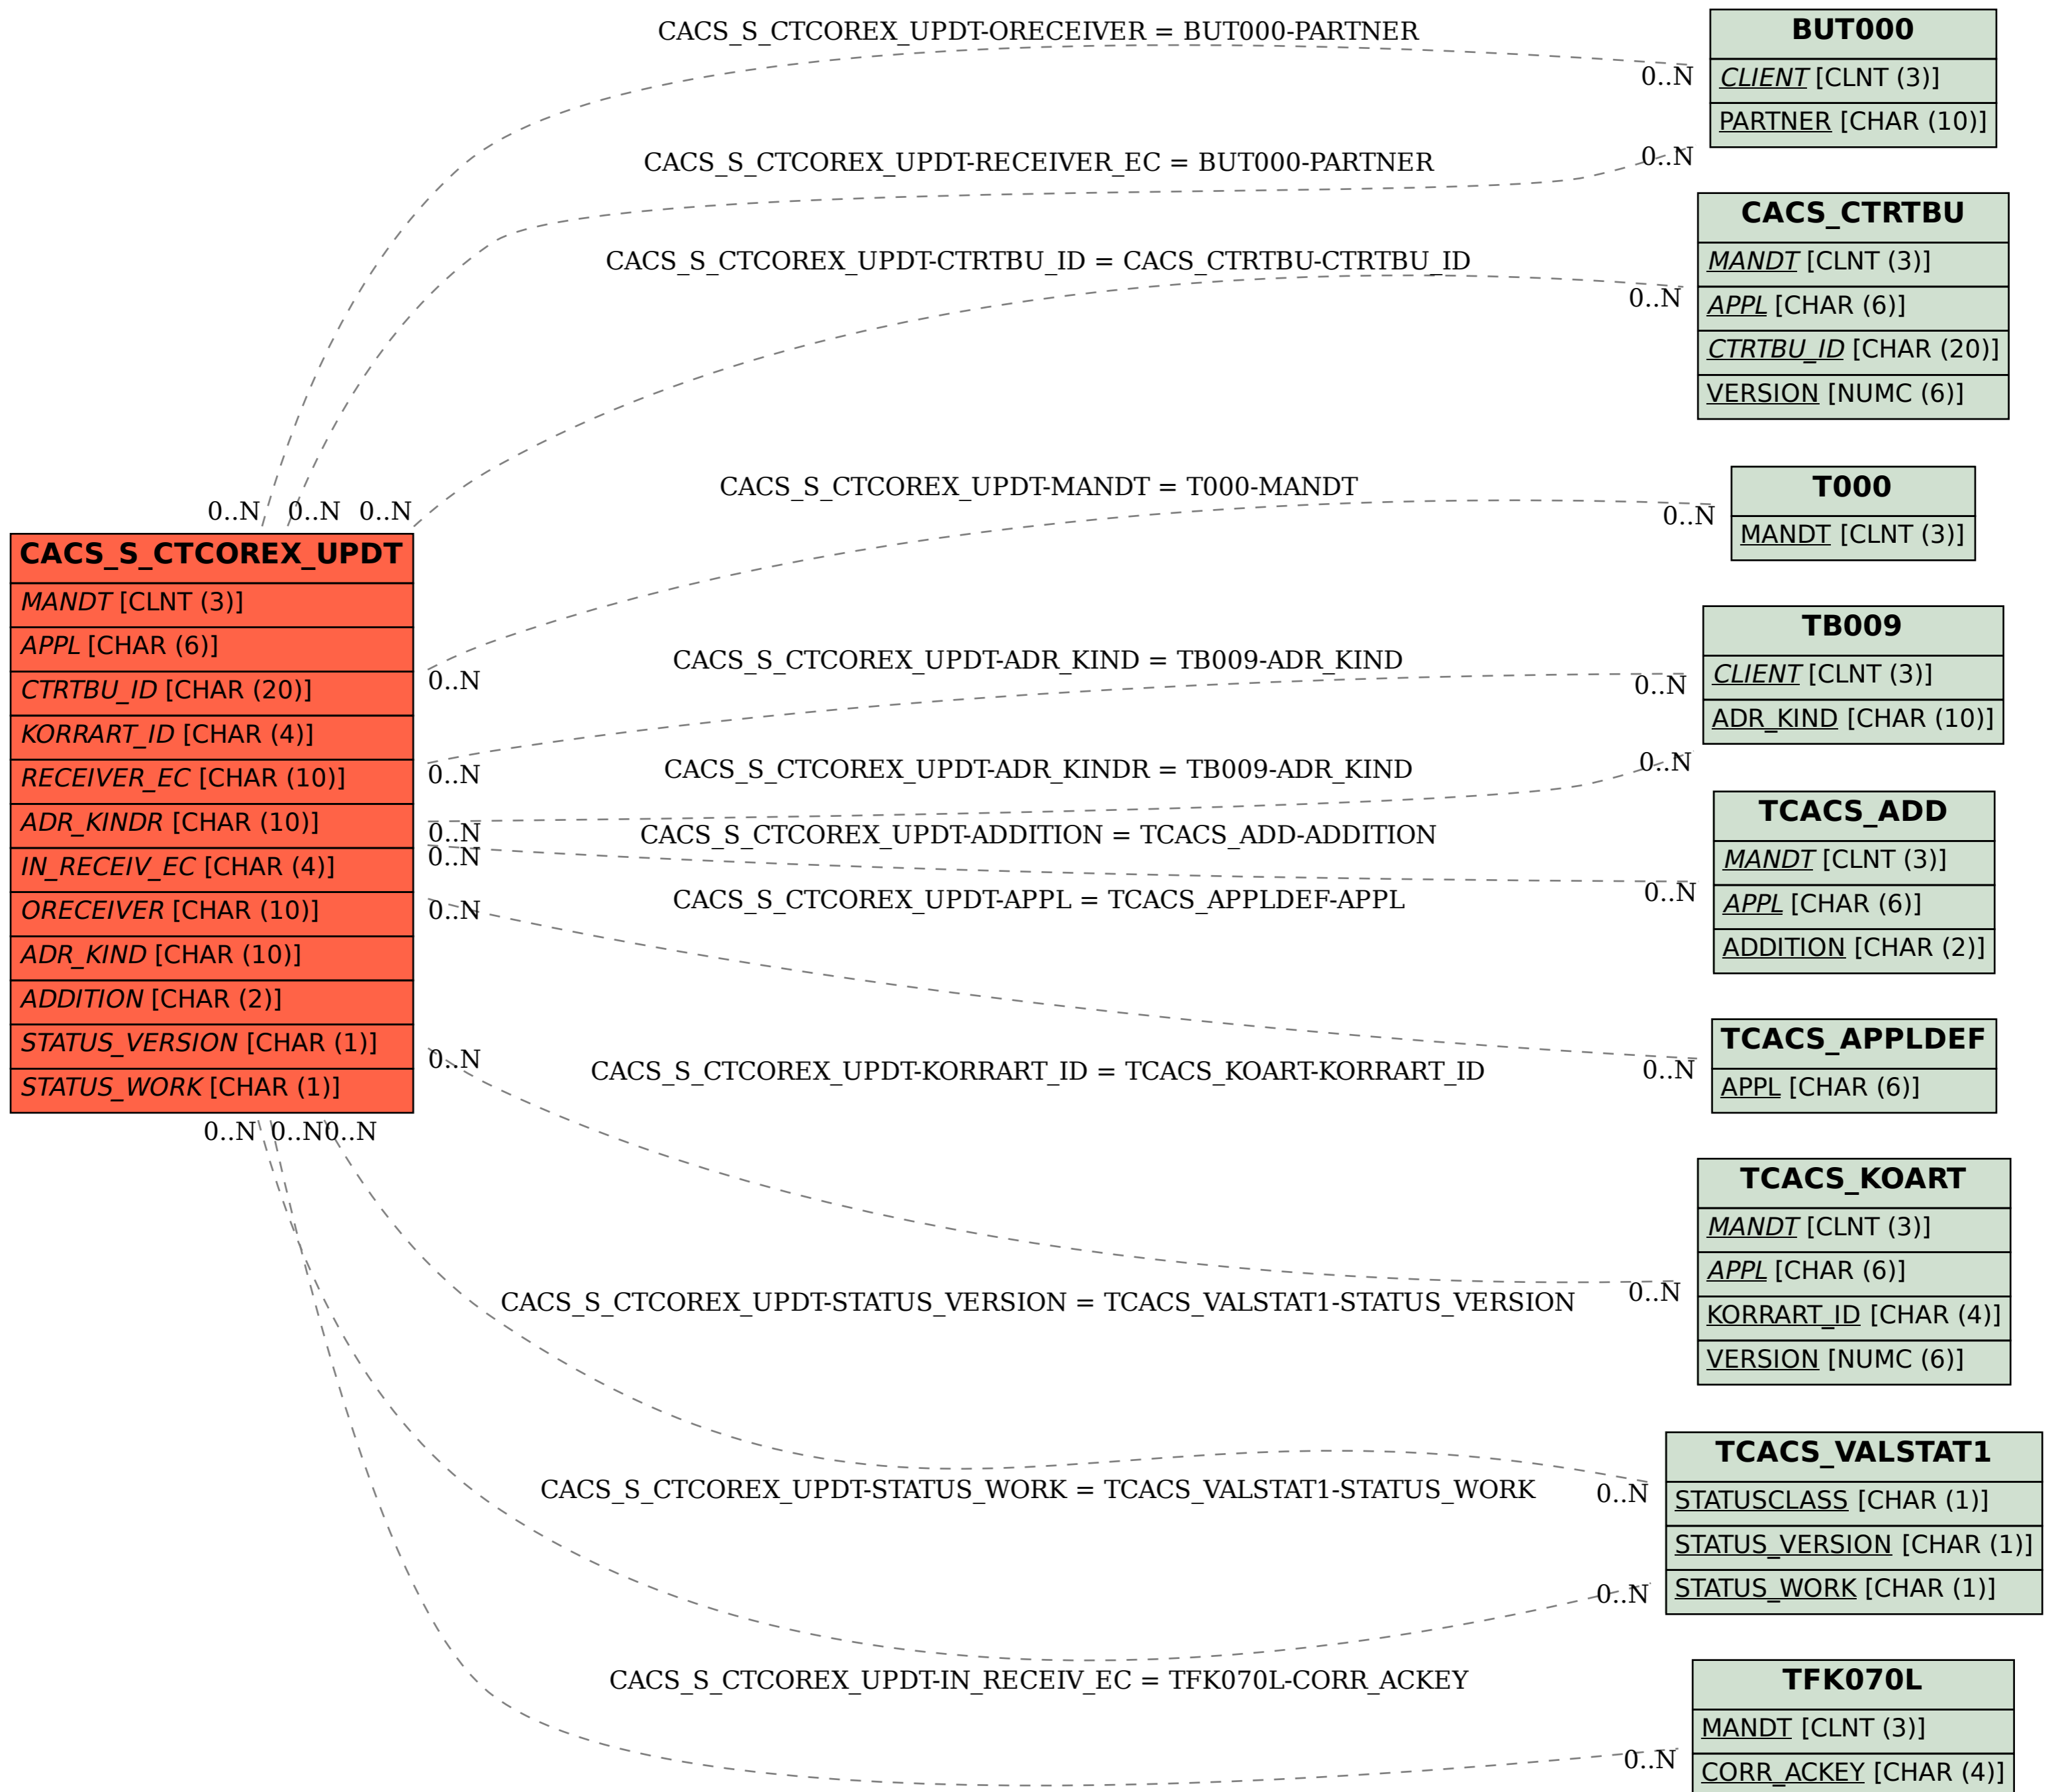 CACS_S_CTCOREX_UPDT
MANDT [CLNT (3)]
APPL [CHAR (6)]
CTRTBU_ID [CHAR (20)]
KORRART_ID [CHAR (4)]
RECEIVER_EC [CHAR (10)]
ADR_KINDR [CHAR (10)]
IN_RECEIV_EC [CHAR (4)]
ORECEIVER [CHAR (10)]
ADR_KIND [CHAR (10)]
ADDITION [CHAR (2)]
STATUS_VERSION [CHAR (1)]
STATUS_WORK [CHAR (1)]
0..N 0..N 0..N
0..N
0..N
0..N
0..N
0..N
0..N
0..N 0..N 0..N
CACS_S_CTCOREX_UPDT-ORECEIVER = BUT000-PARTNER
CACS_S_CTCOREX_UPDT-RECEIVER_EC = BUT000-PARTNER
CACS_S_CTCOREX_UPDT-CTRTBU_ID = CACS_CTRTBU-CTRTBU_ID
CACS_S_CTCOREX_UPDT-MANDT = T000-MANDT
CACS_S_CTCOREX_UPDT-ADR_KIND = TB009-ADR_KIND
CACS_S_CTCOREX_UPDT-ADR_KINDR = TB009-ADR_KIND
CACS_S_CTCOREX_UPDT-ADDITION = TCACS_ADD-ADDITION
CACS_S_CTCOREX_UPDT-APPL = TCACS_APPLDEF-APPL
CACS_S_CTCOREX_UPDT-KORRART_ID = TCACS_KOART-KORRART_ID
CACS_S_CTCOREX_UPDT-STATUS_VERSION = TCACS_VALSTAT1-STATUS_VERSION
CACS_S_CTCOREX_UPDT-STATUS_WORK = TCACS_VALSTAT1-STATUS_WORK
CACS_S_CTCOREX_UPDT-IN_RECEIV_EC = TFK070L-CORR_ACKEY
0..N
0..N
0..N
0..N
0..N
0..N
0..N
0..N
0..N
0..N
0..N
0..N
BUT000
CLIENT [CLNT (3)]
PARTNER [CHAR (10)]
CACS_CTRTBU
MANDT [CLNT (3)]
APPL [CHAR (6)]
CTRTBU_ID [CHAR (20)]
VERSION [NUMC (6)]
T000
MANDT [CLNT (3)]
TB009
CLIENT [CLNT (3)]
ADR_KIND [CHAR (10)]
TCACS_ADD
MANDT [CLNT (3)]
APPL [CHAR (6)]
ADDITION [CHAR (2)]
TCACS_APPLDEF
APPL [CHAR (6)]
TCACS_KOART
MANDT [CLNT (3)]
APPL [CHAR (6)]
KORRART_ID [CHAR (4)]
VERSION [NUMC (6)]
TCACS_VALSTAT1
STATUSCLASS [CHAR (1)]
STATUS_VERSION [CHAR (1)]
STATUS_WORK [CHAR (1)]
TFK070L
MANDT [CLNT (3)]
CORR_ACKEY [CHAR (4)]